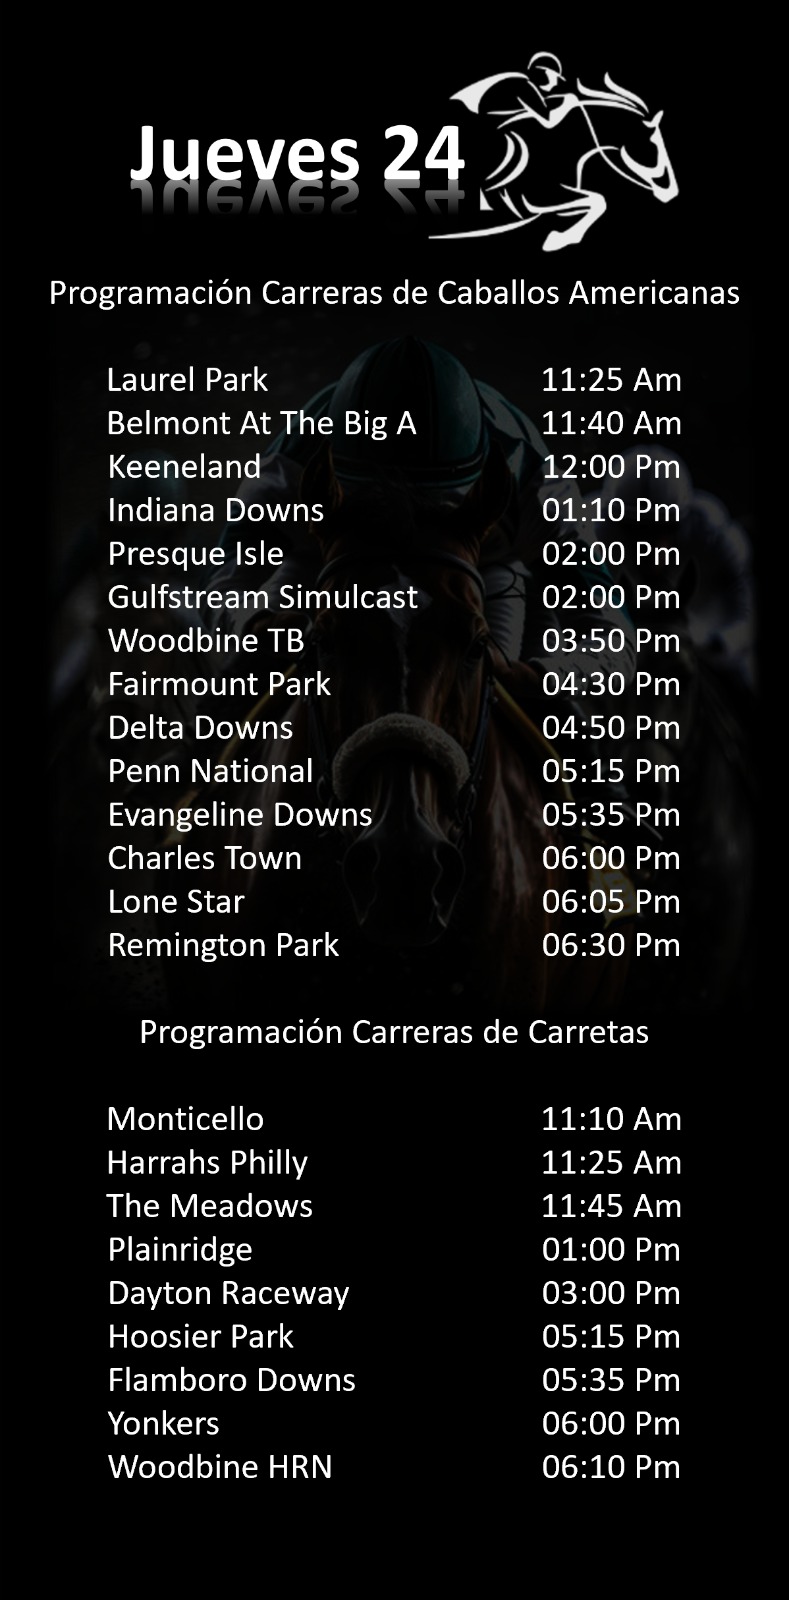 Jueves 24
Programación Carreras de Caballos Americanas
Laurel Park 11:25 Am
Belmont At The Big A 11:40 Am
Keeneland 12:00 Pm
Indiana Downs 01:10 Pm
Presque Isle 02:00 Pm
Gulfstream Simulcast 02:00 Pm
Woodbine TB 03:50 Pm
Fairmount Park 04:30 Pm
Delta Downs 04:50 Pm
Penn National 05:15 Pm
Evangeline Downs 05:35 Pm
Charles Town 06:00 Pm
Lone Star 06:05 Pm
Remington Park 06:30 Pm
Programación Carreras de Carretas
Monticello 11:10 Am
Harrahs Philly 11:25 Am
The Meadows 11:45 Am
Plainridge 01:00 Pm
Dayton Raceway 03:00 Pm
Hoosier Park 05:15 Pm
Flamboro Downs 05:35 Pm
Yonkers 06:00 Pm
Woodbine HRN 06:10 Pm